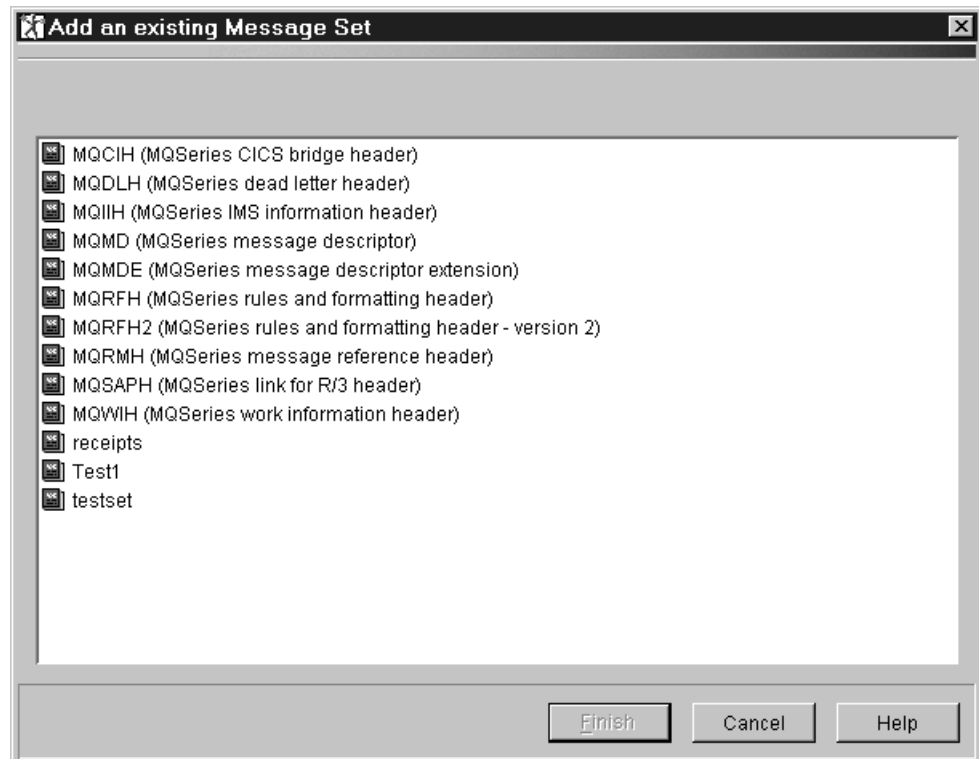 Add an existing Message Set
MQCIH (MQSeries CICS bridge header)
MQDLH (MQSeries dead letter header)
MQIIH (MQSeries IMS information header)
MQMD (MQSeries message descriptor)
MQMDE (MQSeries message descriptor extension)
MQRFH (MQSeries rules and formatting header)
MQRFH2 (MQSeries rules and formatting header - version 2)
MQRMH (MQSeries message reference header)
MQSAPH (MQSeries link for R/3 header)
MQWIH (MQSeries work information header)
receipts
Test1
testset
Finish Cancel Help